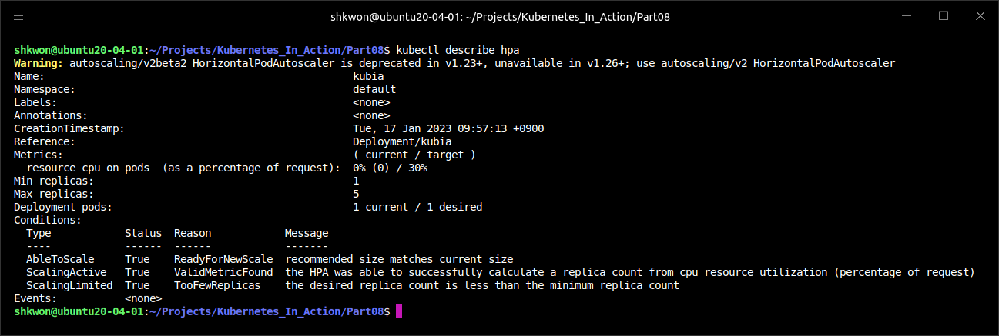 shkwon@ubuntu20-04-01: ~/Projects/Kubernetes_In_Action/Part08
shkwon@ubuntu20-04-01:~/Projects/Kubernetes_In_Action/Part08$ kubectl describe hpa
Warning: autoscaling/v2beta2 HorizontalPodAutoscaler is deprecated in v1.23+, unavailable in v1.26+; use autoscaling/v2 HorizontalPodAutoscaler
Name:                                                  kubia
Namespace:                                             default
Labels:                                                <none>
Annotations:                                           <none>
CreationTimestamp:                                     Tue, 17 Jan 2023 09:57:13 +0900
Reference:                                             Deployment/kubia
Metrics:                                               ( current / target )
  resource cpu on pods  (as a percentage of request):  0% (0) / 30%
Min replicas:                                          1
Max replicas:                                          5
Deployment pods:                                       1 current / 1 desired
Conditions:
  Type            Status  Reason            Message
  ----            ------  ------            -------
  AbleToScale     True    ReadyForNewScale  recommended size matches current size
  ScalingActive   True    ValidMetricFound  the HPA was able to successfully calculate a replica count from cpu resource utilization (percentage of request)
  ScalingLimited  True    TooFewReplicas    the desired replica count is less than the minimum replica count
Events:           <none>
shkwon@ubuntu20-04-01:~/Projects/Kubernetes_In_Action/Part08$